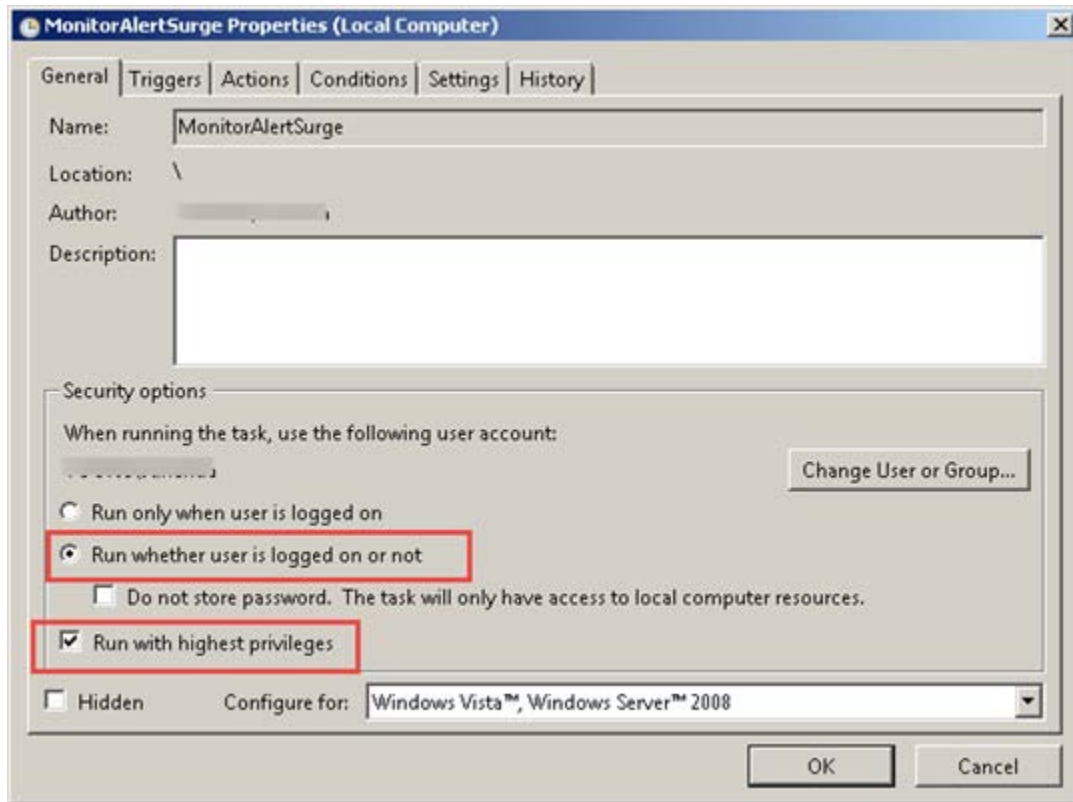 MonitorAlertSurge Properties (Local Computer)
General Triggers Actions Conditions Settings History
Name: MonitorAlertSurge
Location: \
Author:
Description:
Security options
When running the task, use the following user account:
Change User or Group...
Run only when user is logged on
Run whether user is logged on or not
Do not store password. The task will only have access to local computer resources.
Run with highest privileges
Hidden Configure for: Windows Vista™, Windows Server™ 2008
OK Cancel